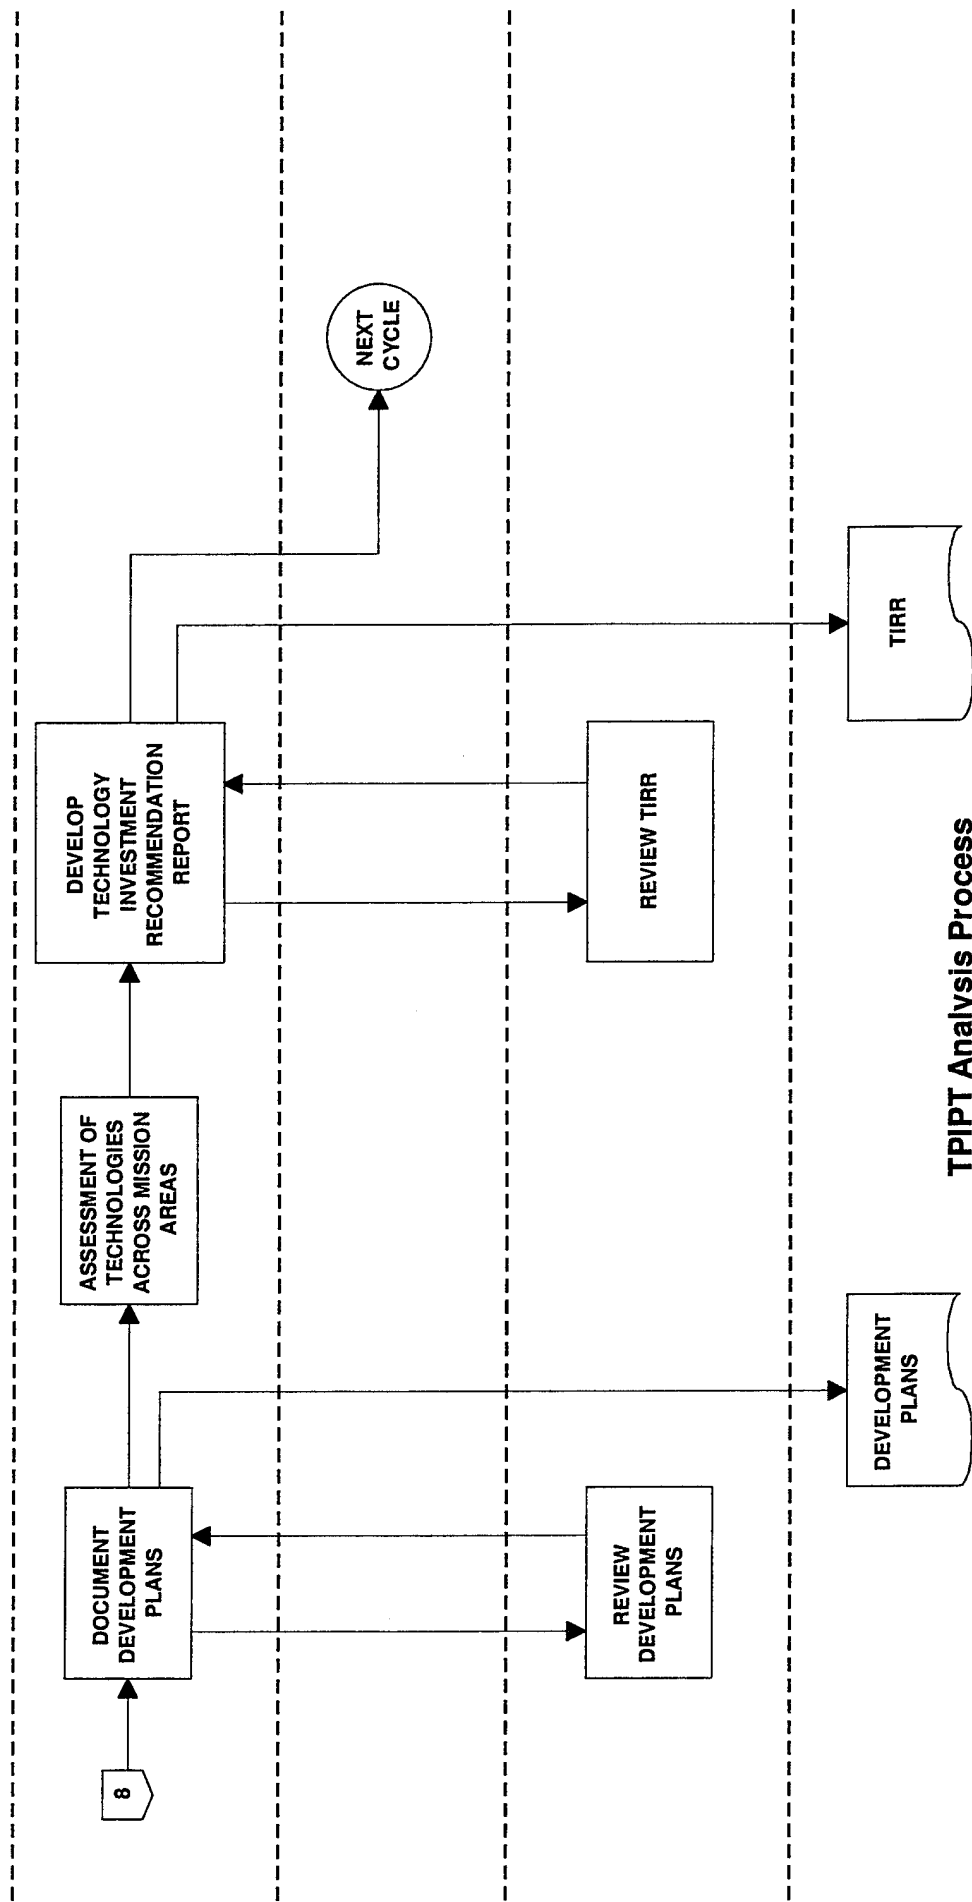 8
DOCUMENT
DEVELOPMENT
PLANS
ASSESSMENT OF
TECHNOLOGIES
ACROSS MISSION
AREAS
DEVELOP
TECHNOLOGY
INVESTMENT
RECOMMENDATION
REPORT
NEXT
CYCLE
REVIEW
DEVELOPMENT
PLANS
REVIEW TIRR
DEVELOPMENT
PLANS
TIRR
TPIPT Analysis Process